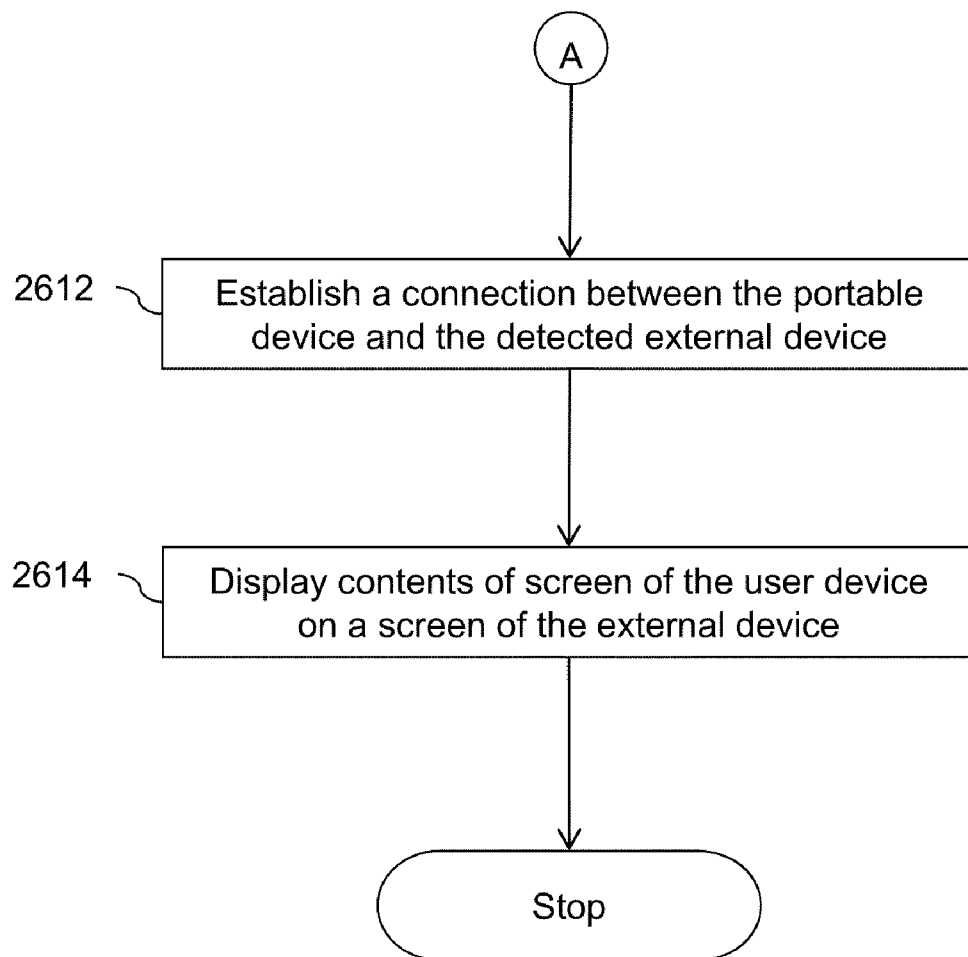 A
2612
Establish a connection between the portable
device and the detected external device
2614
Display contents of screen of the user device
on a screen of the external device
Stop